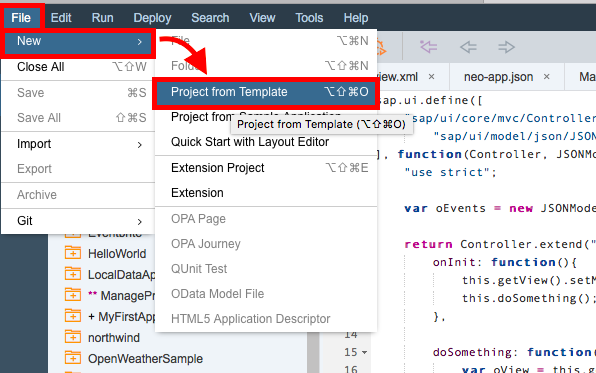 File Edit Run Deploy Search View Tools Help
New >
Close All ⌥⇧W
Save ⌘S
Save All ⇧⌘S
Import >
Export
Archive
Git >
File ⌥⌘N
⌥⇧⌘N
Project from Template ⌥⇧⌘O
Project from Sample Application
Project from Template (⌥⇧⌘O)
Quick Start with Layout Editor
Extension Project ⌥⇧⌘E
Extension
OPA Page
OPA Journey
QUnit Test
OData Model File
HTML5 Application Descriptor
HelloWorld
LocalDataApp
** ManagePr
+ MyFirstApp
northwind
OpenWeatherSample
iew.xml × neo-app.json × Ma
sap.ui.define([
"sap/ui/core/mvc/Controller
"sap/ui/model/json/JSON
], function(Controller, JSONMo
"use strict";
var oEvents = new JSONMode
return Controller.extend("
onInit: function(){
this.getView().setM
this.doSomething();
},
14
15 doSomething: function(
16 var oView = this.g